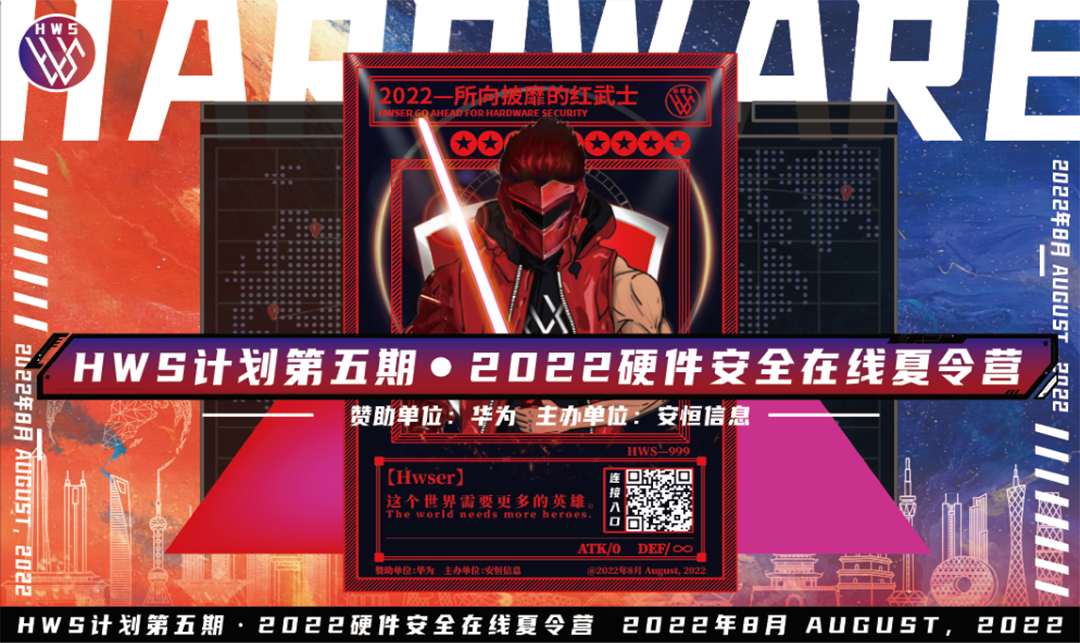 HARDWARE
HWS
2022—所向披靡的红武士
HWSER GO AHEAD FOR HARDWARE SECURITY
HWS
2022年8月 AUGUST, 2022
2022年8月 AUGUST, 2022
HWS计划第五期●2022硬件安全在线夏令营
赞助单位：华为 主办单位：安恒信息
HWS—999
【Hwser】
这个世界需要更多的英雄。
The world needs more heroes.
连接入口
ATK/0 DEF/∞
赞助单位:华为 主办单位:安恒信息 @2022年8月 August, 2022
HWS计划第五期·2022硬件安全在线夏令营 2022年8月 AUGUST, 2022